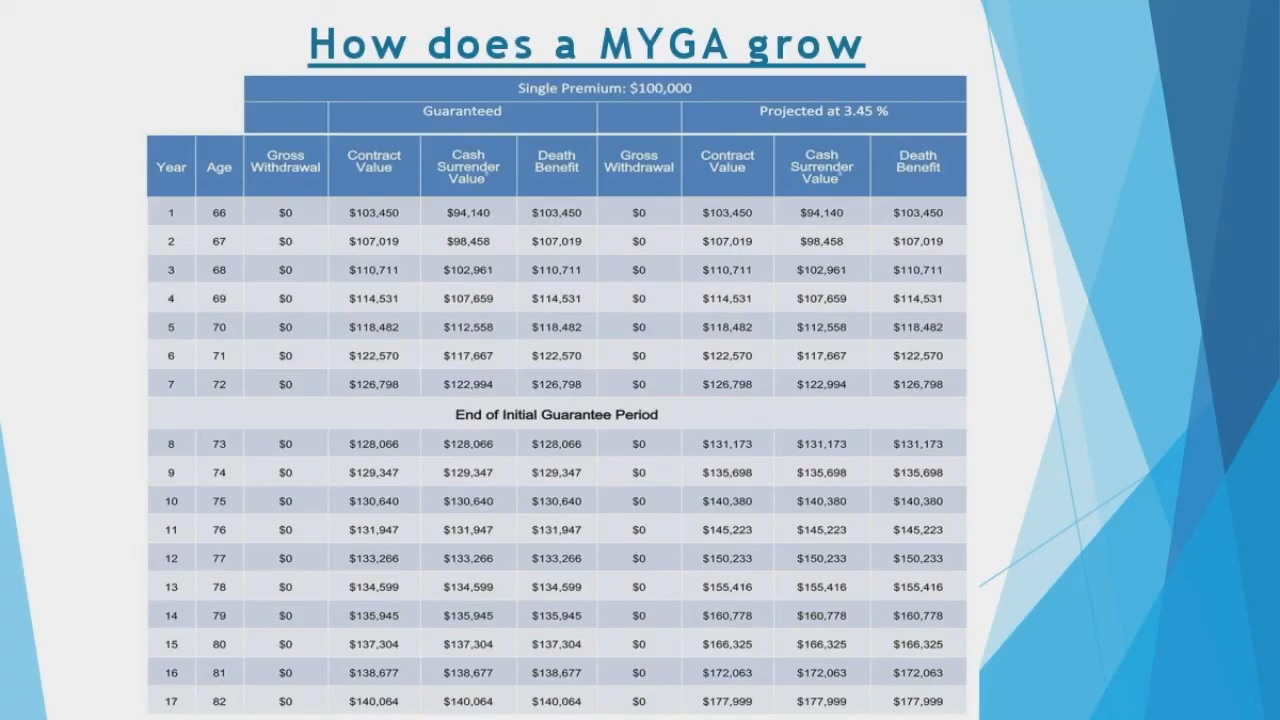 How does a MYGA grow
Single Premium: $100,000
Guaranteed Projected at 3.45 %
Year Age Gross Withdrawal Contract Value Cash Surrender Value Death Benefit Gross Withdrawal Contract Value Cash Surrender Value Death Benefit
1 66 $0 $103,450 $94,140 $103,450 $0 $103,450 $94,140 $103,450
2 67 $0 $107,019 $98,458 $107,019 $0 $107,019 $98,458 $107,019
3 68 $0 $110,711 $102,961 $110,711 $0 $110,711 $102,961 $110,711
4 69 $0 $114,531 $107,659 $114,531 $0 $114,531 $107,659 $114,531
5 70 $0 $118,482 $112,558 $118,482 $0 $118,482 $112,558 $118,482
6 71 $0 $122,570 $117,667 $122,570 $0 $122,570 $117,667 $122,570
7 72 $0 $126,798 $122,994 $126,798 $0 $126,798 $122,994 $126,798
End of Initial Guarantee Period
8 73 $0 $128,066 $128,066 $128,066 $0 $131,173 $131,173 $131,173
9 74 $0 $129,347 $129,347 $129,347 $0 $135,698 $135,698 $135,698
10 75 $0 $130,640 $130,640 $130,640 $0 $140,380 $140,380 $140,380
11 76 $0 $131,947 $131,947 $131,947 $0 $145,223 $145,223 $145,223
12 77 $0 $133,266 $133,266 $133,266 $0 $150,233 $150,233 $150,233
13 78 $0 $134,599 $134,599 $134,599 $0 $155,416 $155,416 $155,416
14 79 $0 $135,945 $135,945 $135,945 $0 $160,778 $160,778 $160,778
15 80 $0 $137,304 $137,304 $137,304 $0 $166,325 $166,325 $166,325
16 81 $0 $138,677 $138,677 $138,677 $0 $172,063 $172,063 $172,063
17 82 $0 $140,064 $140,064 $140,064 $0 $177,999 $177,999 $177,999